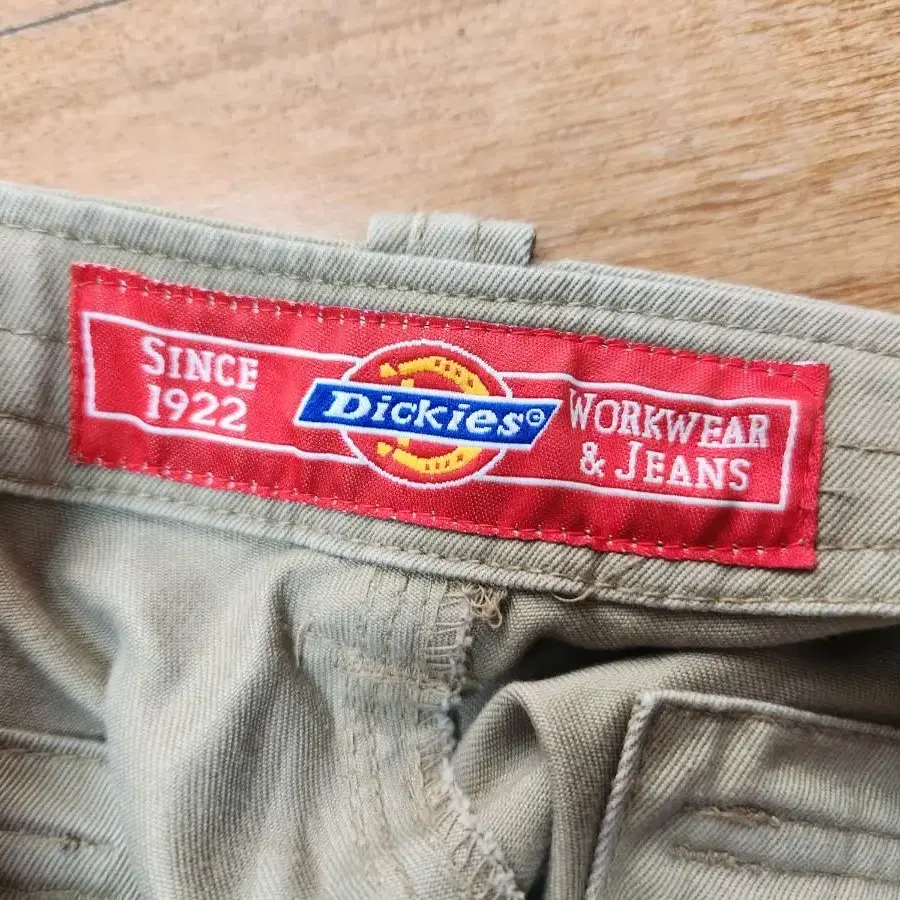 SINCE
1922
Dickies®
WORKWEAR
& JEANS